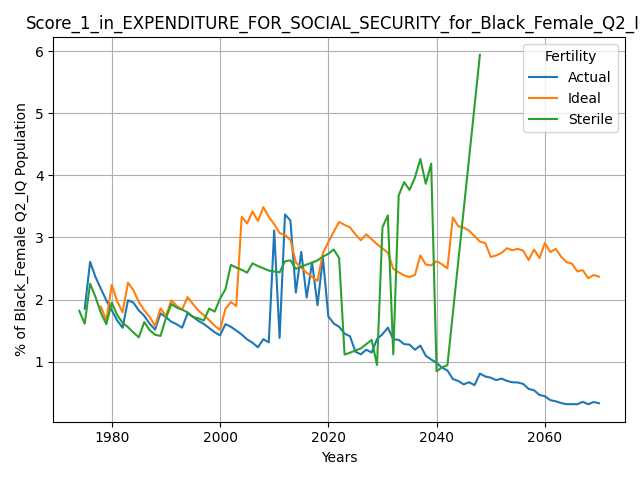 Score_1_in_EXPENDITURE_FOR_SOCIAL_SECURITY_for_Black_Female_Q2_I
% of Black_Female Q2_IQ Population
6
5
4
3
2
1
Fertility
Actual
Ideal
Sterile
1980 2000 2020 2040 2060
Years